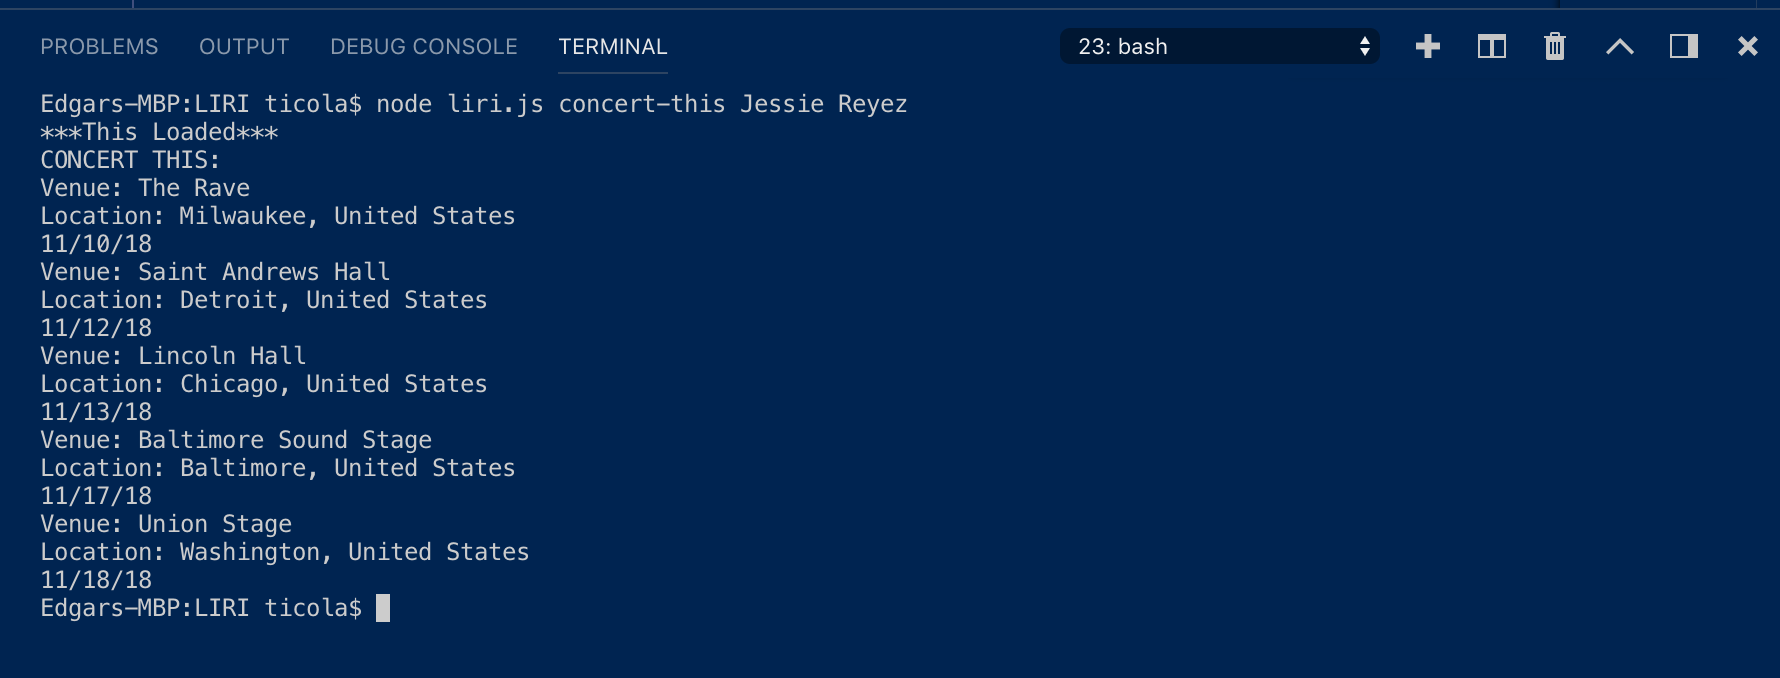 PROBLEMS OUTPUT DEBUG CONSOLE TERMINAL 23: bash
Edgars-MBP:LIRI ticola$ node liri.js concert-this Jessie Reyez
***This Loaded***
CONCERT THIS:
Venue: The Rave
Location: Milwaukee, United States
11/10/18
Venue: Saint Andrews Hall
Location: Detroit, United States
11/12/18
Venue: Lincoln Hall
Location: Chicago, United States
11/13/18
Venue: Baltimore Sound Stage
Location: Baltimore, United States
11/17/18
Venue: Union Stage
Location: Washington, United States
11/18/18
Edgars-MBP:LIRI ticola$